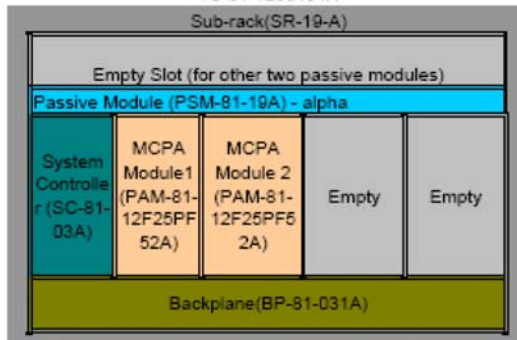 Sub-rack(SR-19-A)
Empty Slot (for other two passive modules)
Passive Module (PSM-81-19A) - alpha
System
Controlle
r (SC-81-
03A)
MCPA
Module1
(PAM-81-
12F25PF
52A)
MCPA
Module 2
(PAM-81-
12F25PF5
2A)
Empty
Empty
Backplane(BP-81-031A)